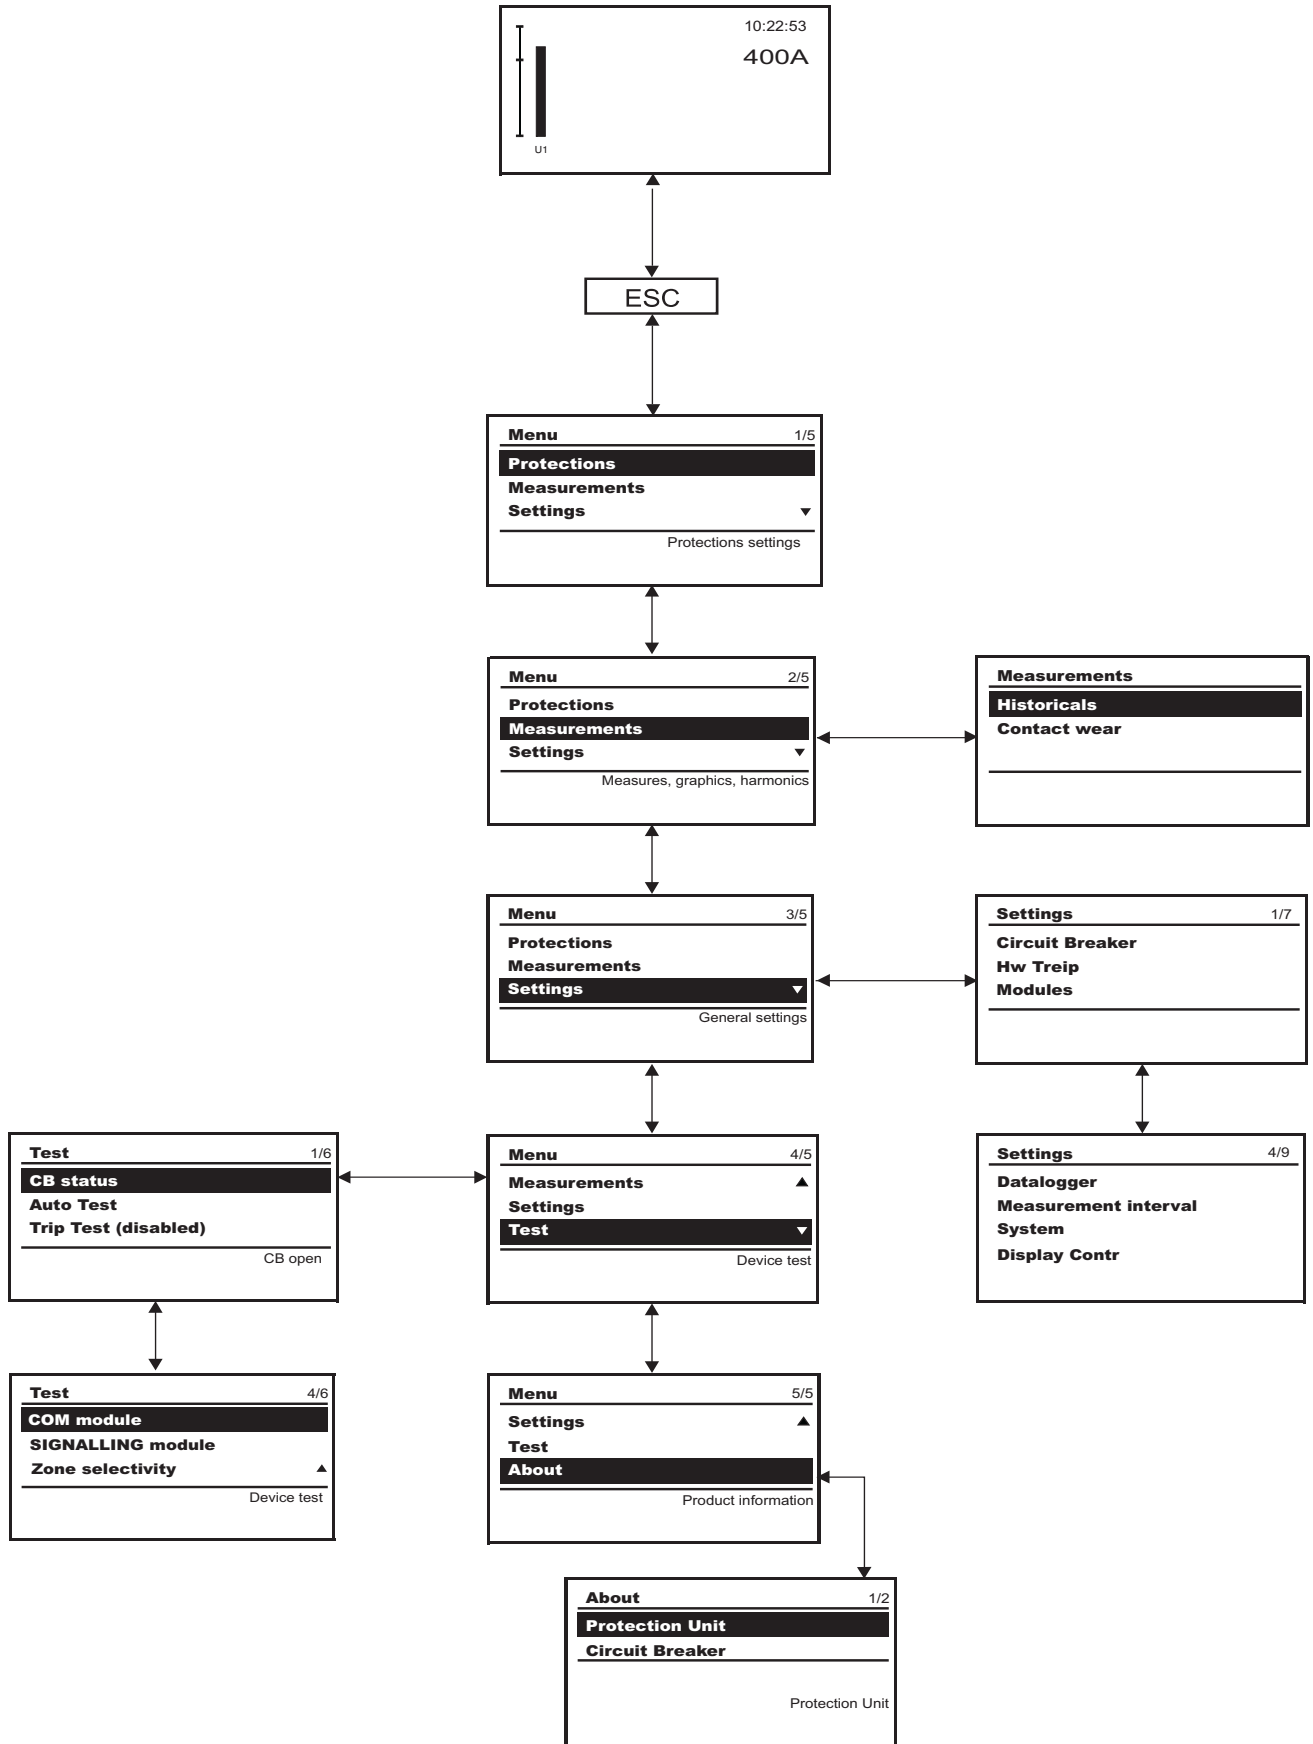 10:22:53
400A
U1
ESC
Menu 1/5
Protections
Measurements
Settings ▼
Protections settings
Menu 2/5
Protections
Measurements
Settings ▼
Measures, graphics, harmonics
Measurements
Historicals
Contact wear
Menu 3/5
Protections
Measurements
Settings ▼
General settings
Settings 1/7
Circuit Breaker
Hw Treip
Modules
Test 1/6
CB status
Auto Test
Trip Test (disabled)
CB open
Menu 4/5
Measurements ▲
Settings
Test ▼
Device test
Settings 4/9
Datalogger
Measurement interval
System
Display Contr
Test 4/6
COM module
SIGNALLING module
Zone selectivity ▲
Device test
Menu 5/5
Settings ▲
Test
About
Product information
About 1/2
Protection Unit
Circuit Breaker
Protection Unit